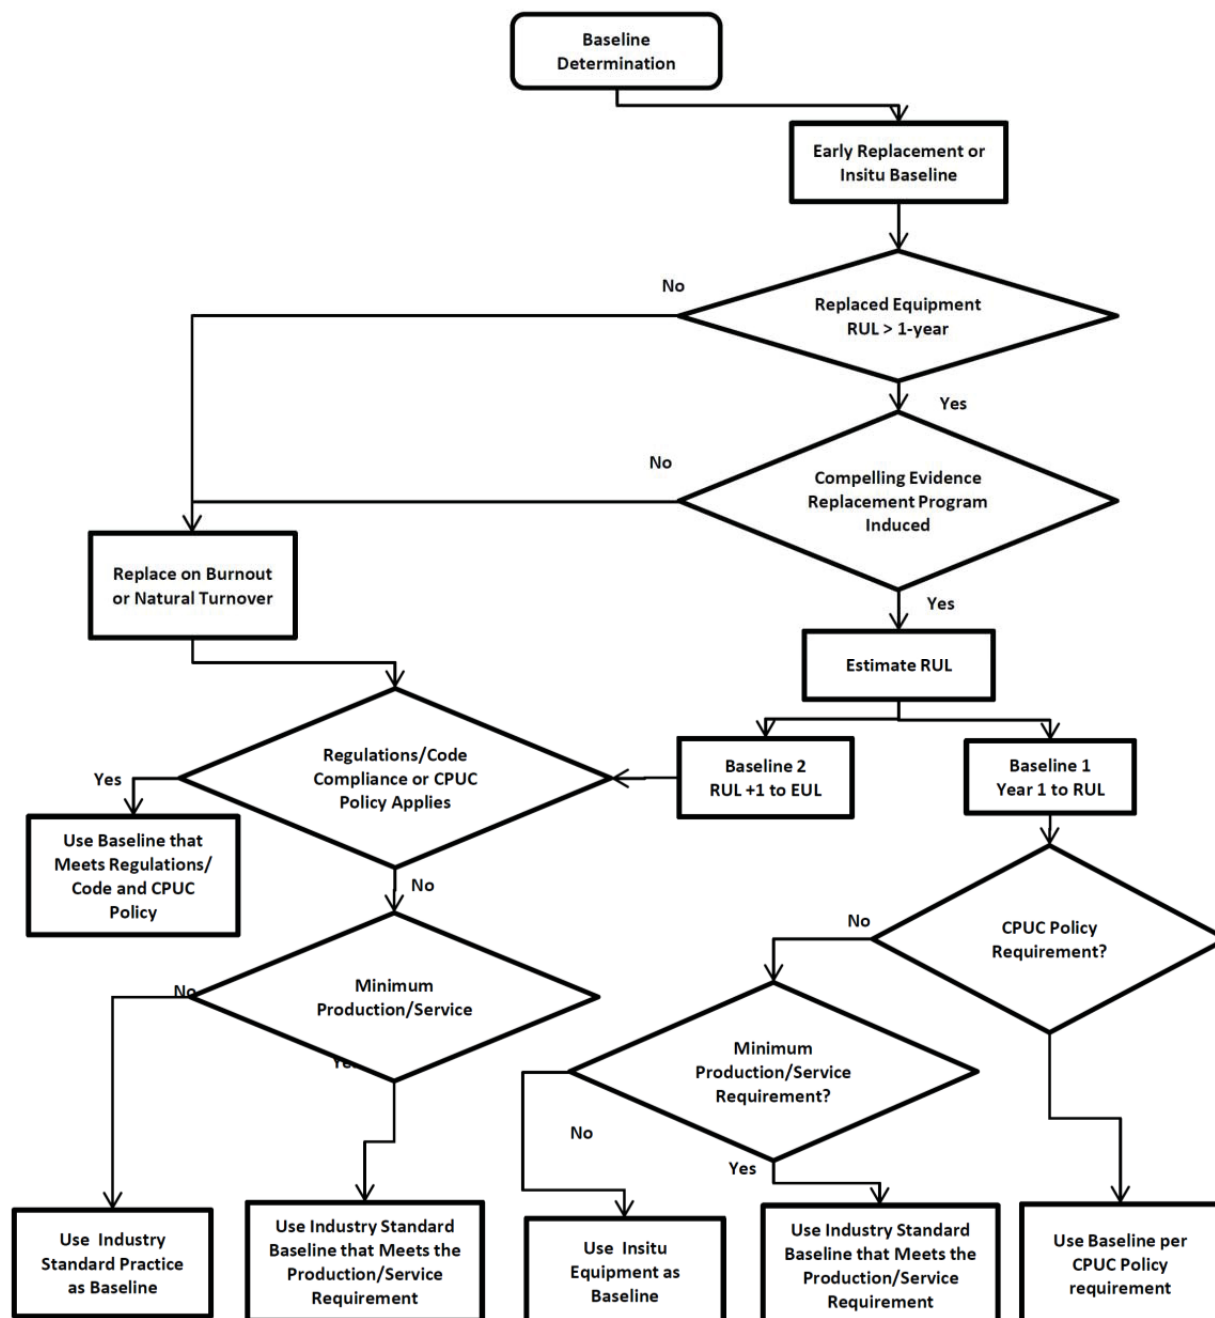 Baseline
Determination
Early Replacement or
Insitu Baseline
No
Replaced Equipment
RUL > 1-year
Yes
No
Compelling Evidence
Replacement Program
Induced
Replace on Burnout
or Natural Turnover
Yes
Estimate RUL
Regulations/Code
Compliance or CPUC
Policy Applies
Yes
Baseline 2
RUL +1 to EUL
Baseline 1
Year 1 to RUL
Use Baseline that
Meets Regulations/
Code and CPUC
Policy
No
No
CPUC Policy
Requirement?
Minimum
Production/Service
No
Yes
Minimum
Production/Service
Requirement?
No
Yes
Use Industry
Standard Practice
as Baseline
Use Industry Standard
Baseline that Meets the
Production/Service
Requirement
Use Insitu
Equipment as
Baseline
Use Industry Standard
Baseline that Meets the
Production/Service
Requirement
Use Baseline per
CPUC Policy
requirement